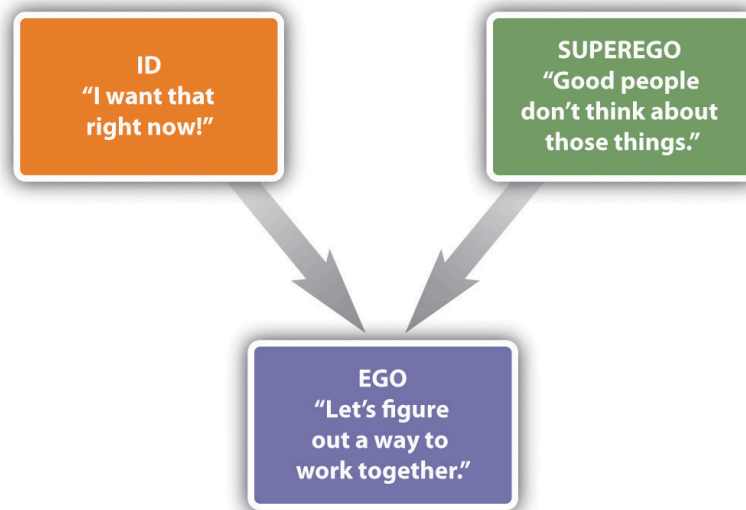 ID
“I want that
right now!”
SUPEREGO
“Good people
don’t think about
those things.”
EGO
“Let’s figure
out a way to
work together.”